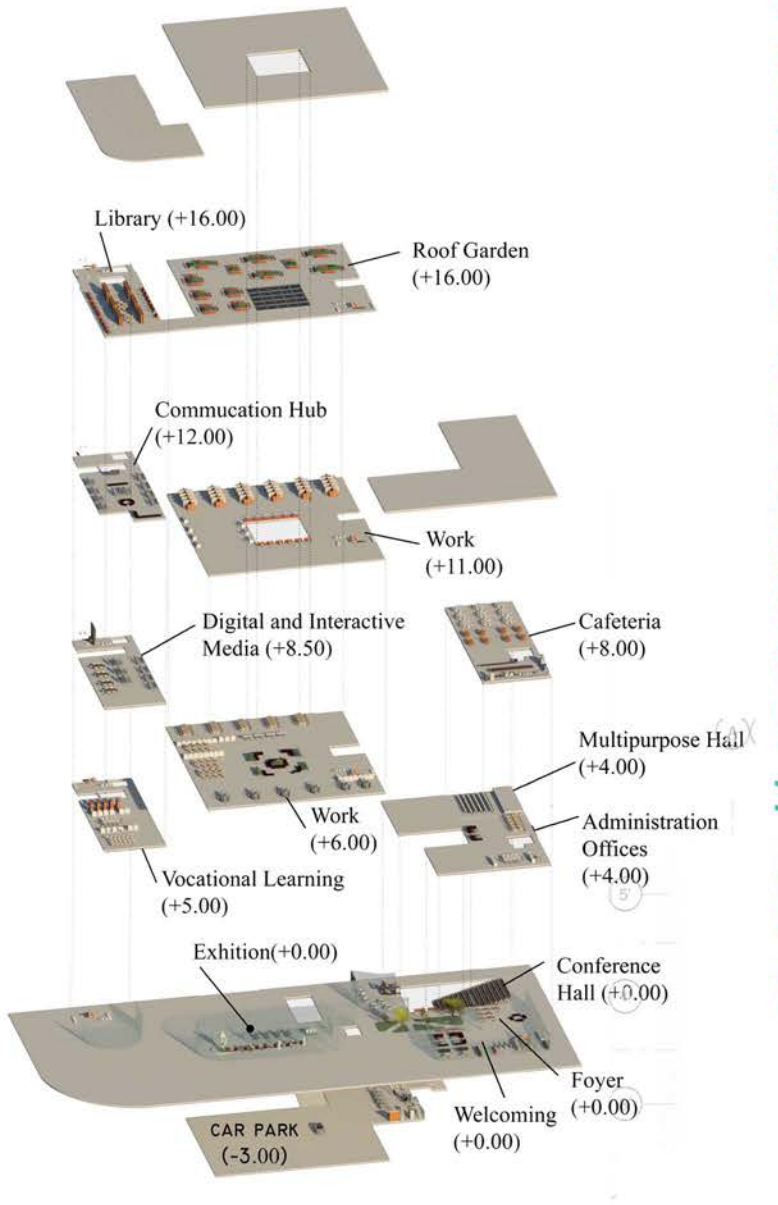 Library (+16.00)
Roof Garden
(+16.00)
Commucation Hub
(+12.00)
Work
(+11.00)
Digital and Interactive
Media (+8.50)
Cafeteria
(+8.00)
Multipurpose Hall
(+4.00)
Work
(+6.00)
Administration
Offices
(+4.00)
Vocational Learning
(+5.00)
5'
Exhition(+0.00)
Conference
Hall (+0.00)
Foyer
(+0.00)
Welcoming
(+0.00)
CAR PARK
(-3.00)